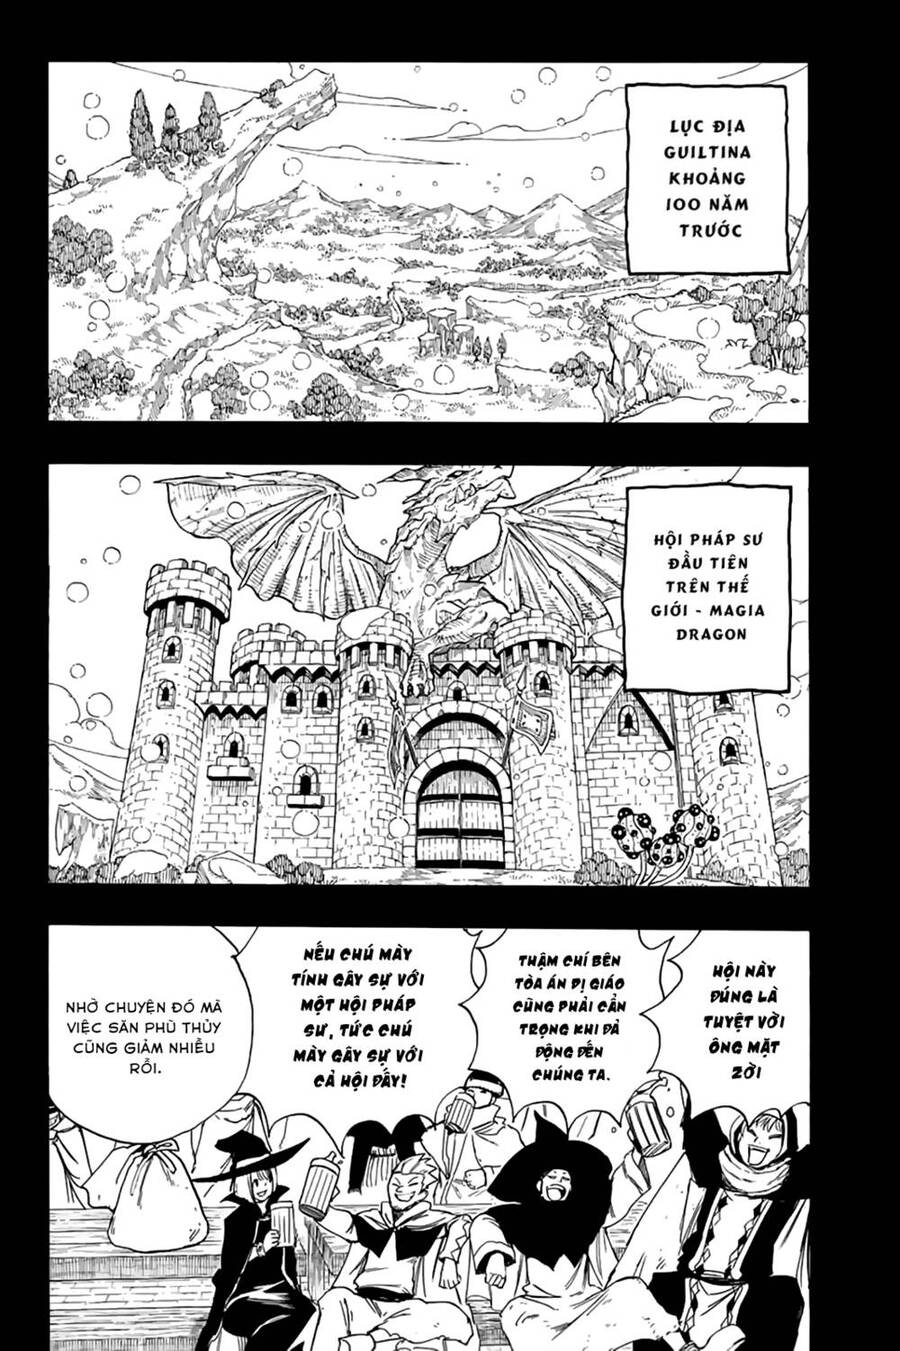 LỤC ĐỊA
GUILTINA
KHOẢNG
100 NĂM
TRƯỚC
HỘI PHÁP SƯ
ĐẦU TIÊN
TRÊN THẾ
GIỚI - MAGIA
DRAGON
HỘI NÀY
ĐÚNG LÀ
TUYỆT VỜI
ÔNG MẶT
ZỜI
THẬM CHÍ BÊN
TÒA ÁN DỊ GIÁO
CŨNG PHẢI CẨN
TRỌNG KHI ĐẢ
ĐỘNG ĐẾN
CHÚNG TA.
NẾU CHÚ MÀY
TÍNH GÂY SỰ VỚI
MỘT HỘI PHÁP
SƯ, TỨC CHÚ
MÀY GÂY SỰ VỚI
CẢ HỘI ĐẤY!
NHỜ CHUYỆN ĐÓ MÀ
VIỆC SĂN PHÙ THỦY
CŨNG GIẢM NHIỀU
RỒI.